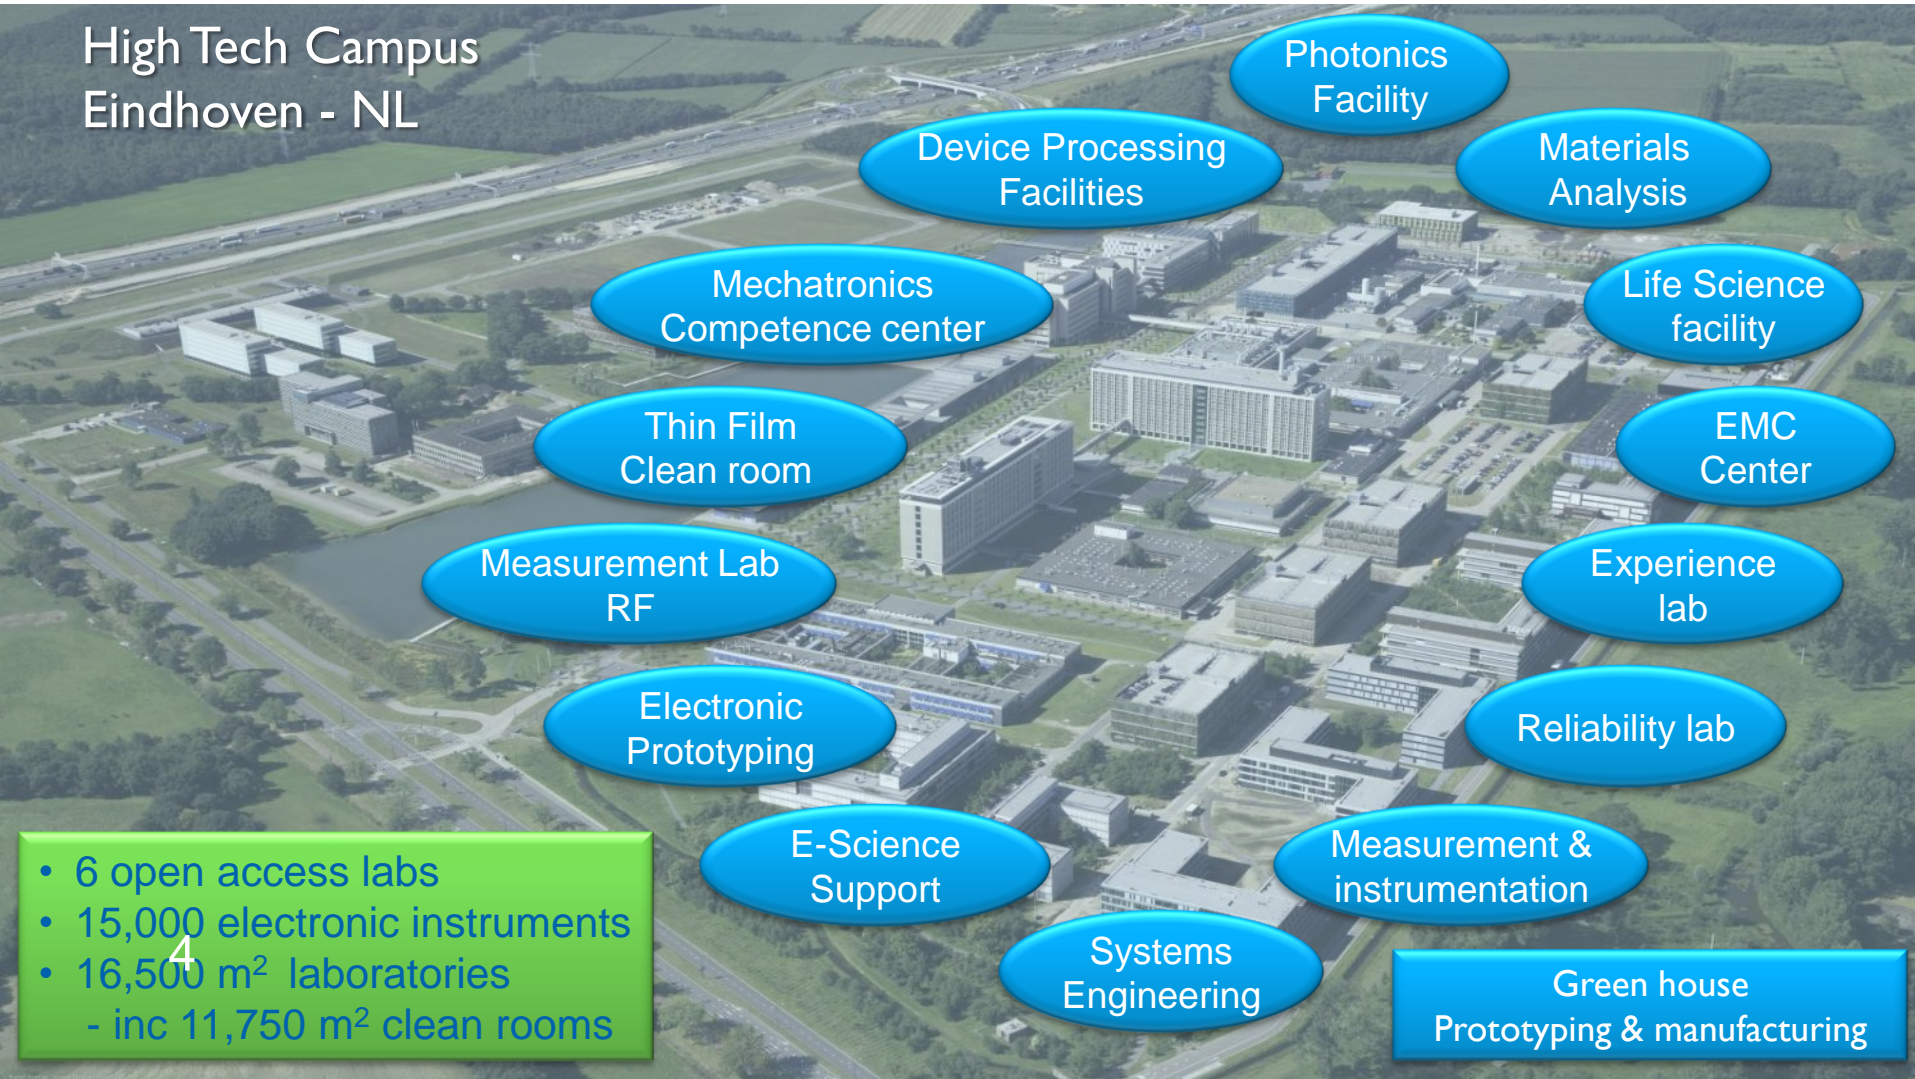 High Tech Campus
Eindhoven - NL
Photonics
Facility
Device Processing
Facilities
Materials
Analysis
Mechatronics
Competence center
Life Science
facility
Thin Film
Clean room
EMC
Center
Measurement Lab
RF
Experience
lab
Electronic
Prototyping
Reliability lab
E-Science
Support
Measurement &
instrumentation
Systems
Engineering
• 6 open access labs
• 15,000 electronic instruments
4
• 16,500 m² laboratories
- inc 11,750 m² clean rooms
Green house
Prototyping & manufacturing